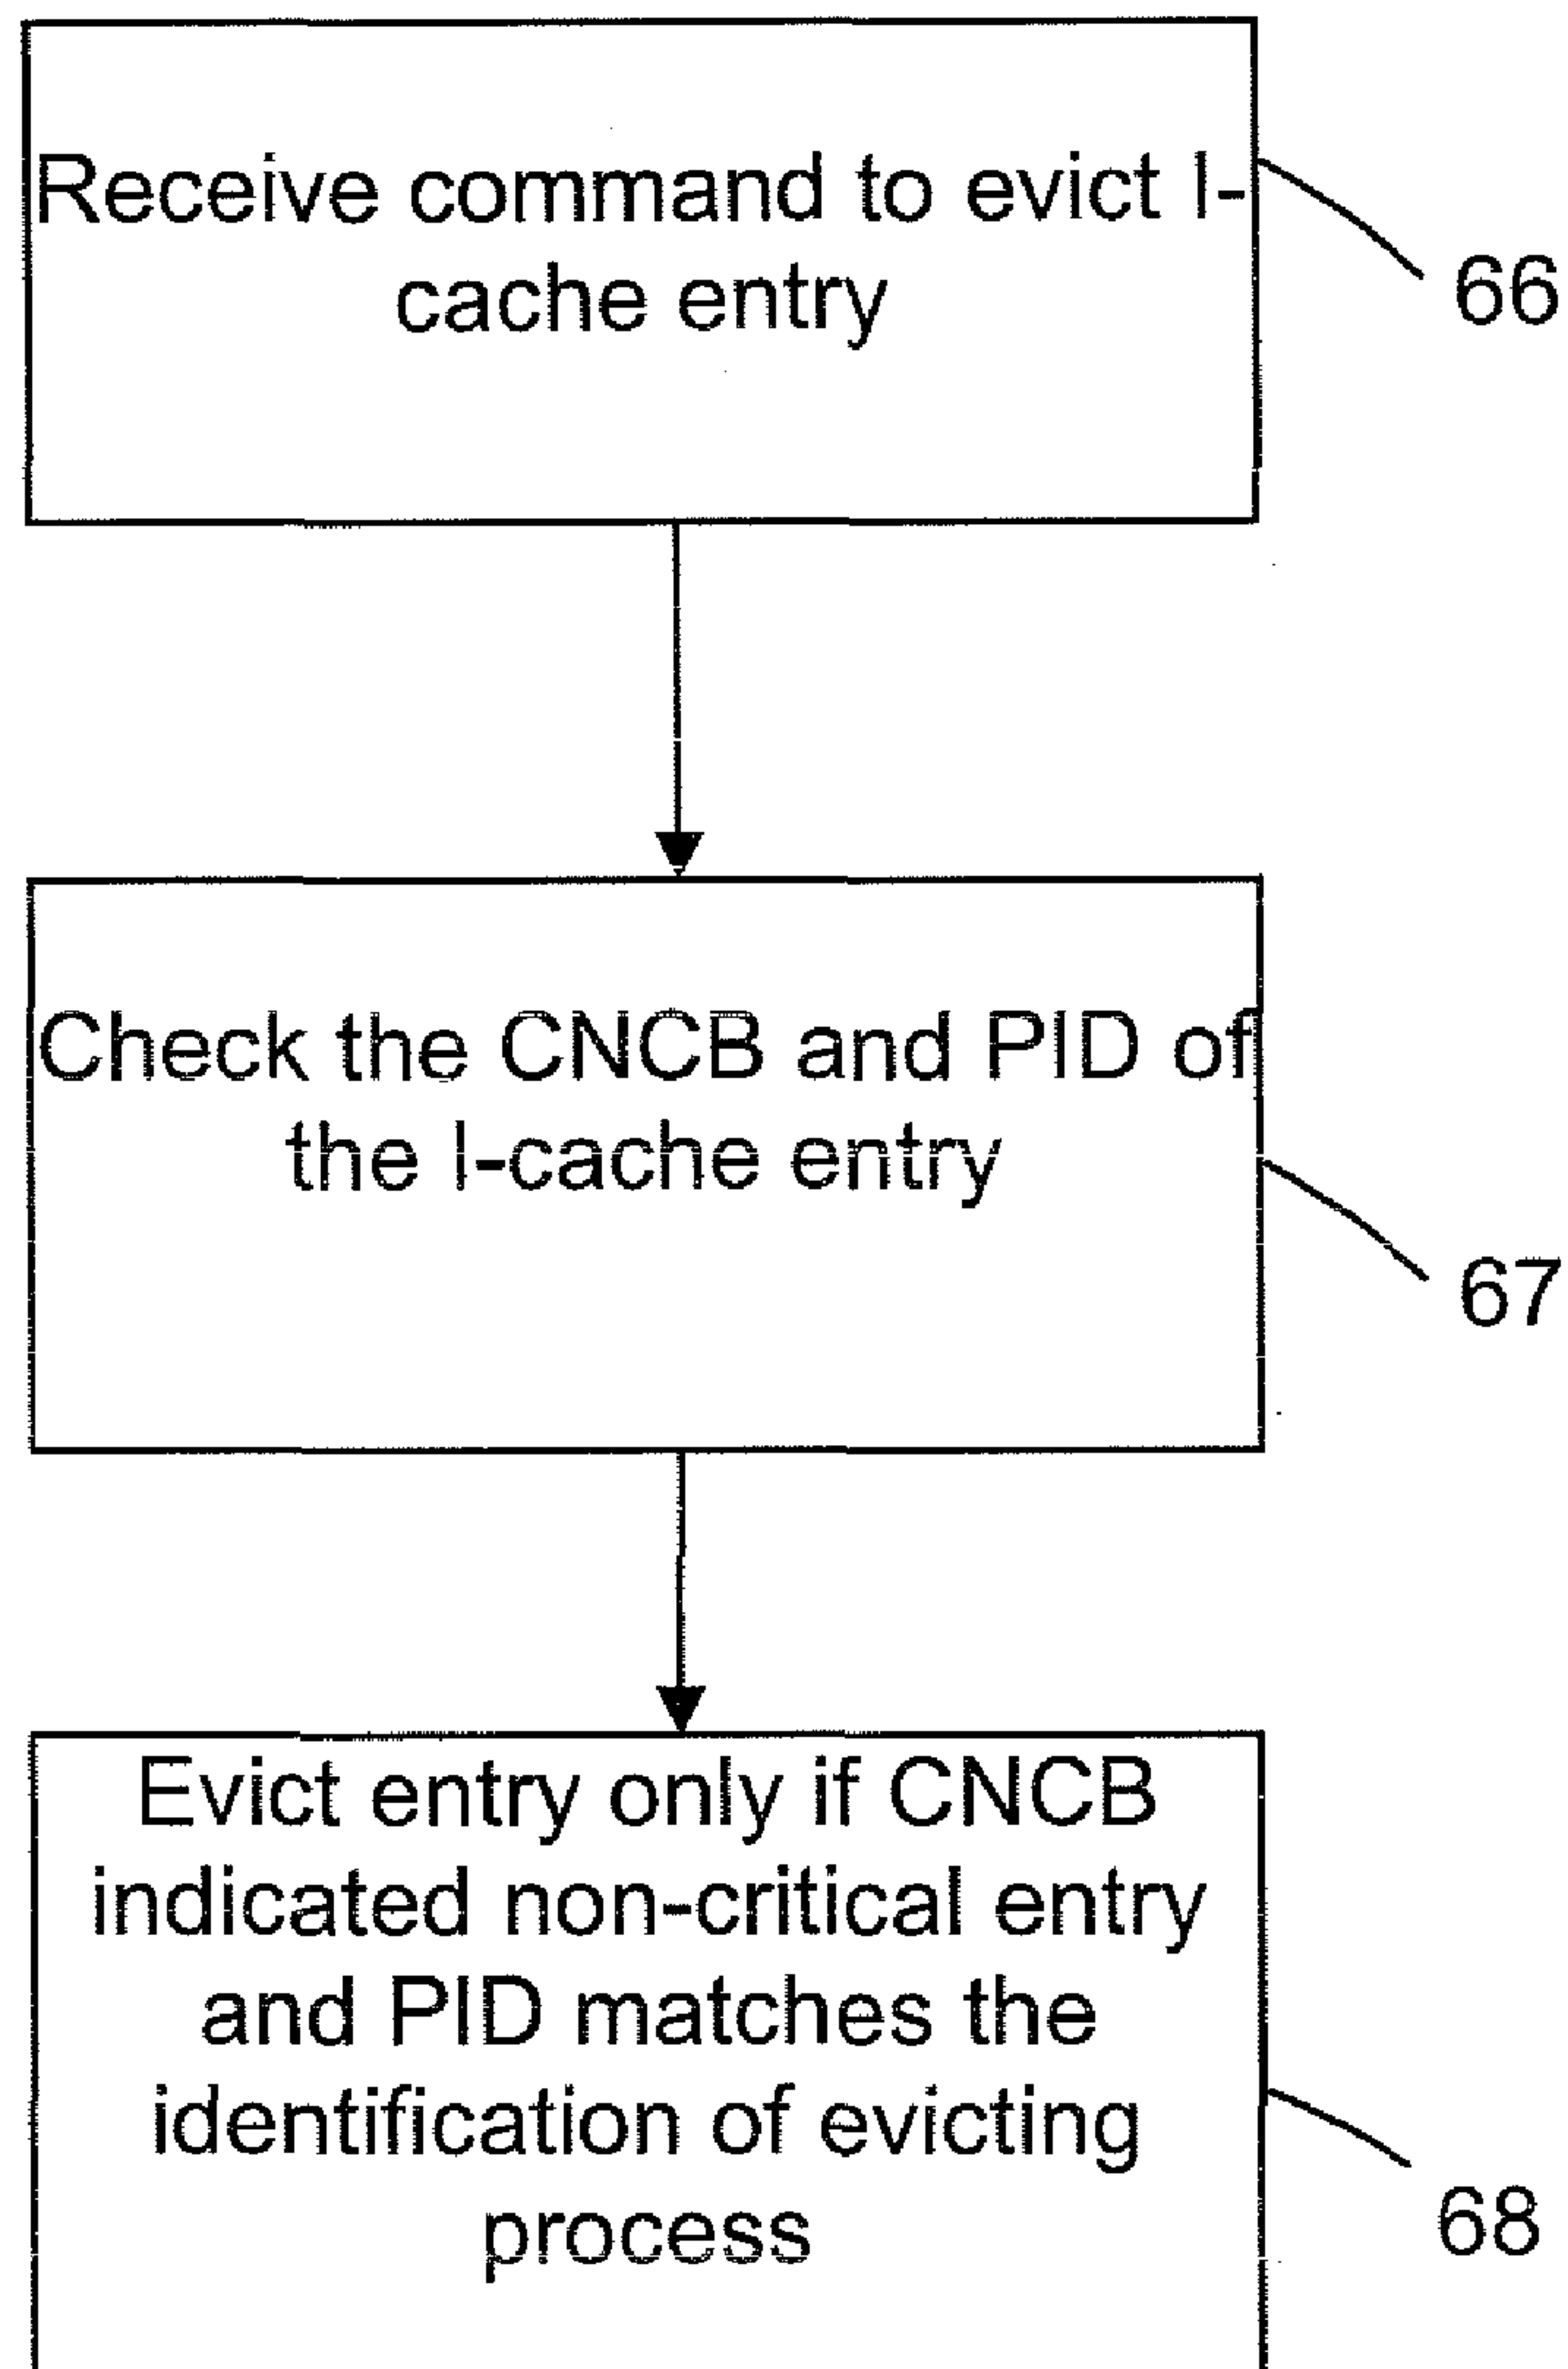 Receive command to evict I-
cache entry
66
Check the CNCB and PID of
the I-cache entry
67
Evict entry only if CNCB
indicated non-critical entry
and PID matches the
identification of evicting
process
68